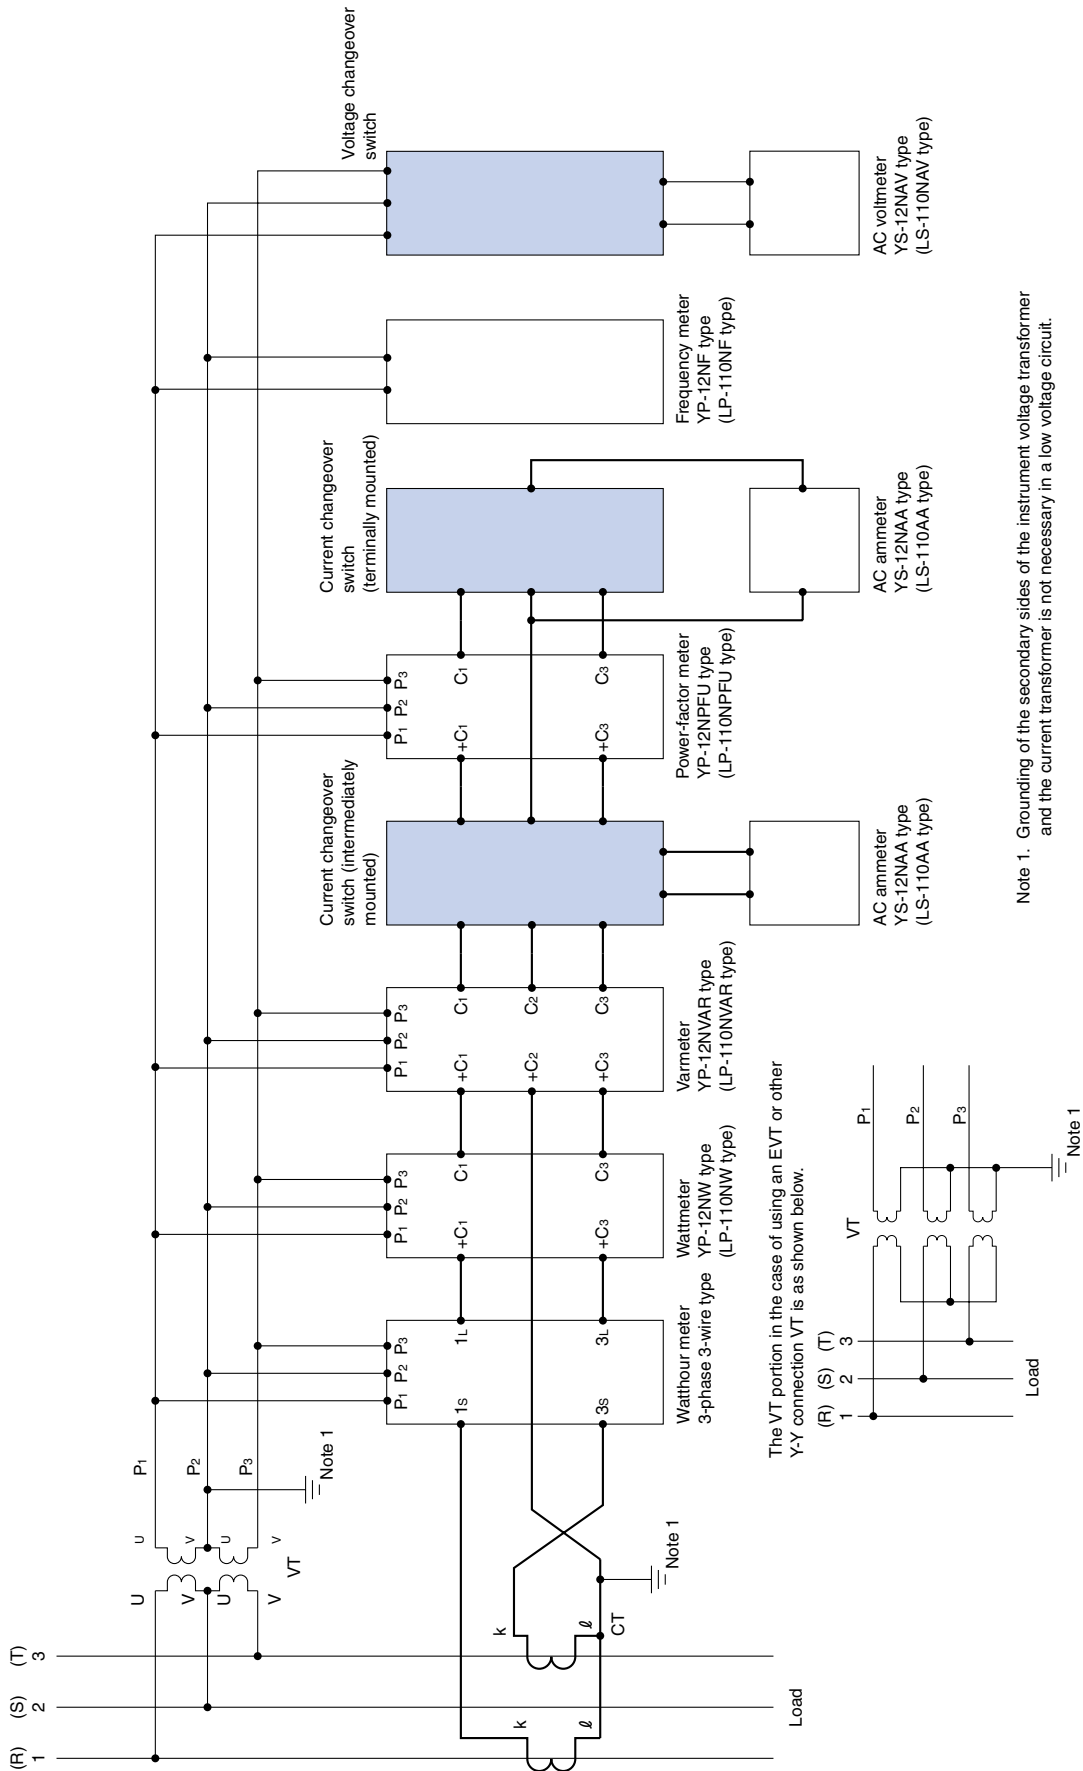 Voltage changeover
switch
Current changeover
switch
(terminally mounted)
Current changeover
switch (intermediately
mounted)
P1
P2
P3
Note 1
U
V
U
V
U
V
U
V
VT
(R)
1
(S)
2
(T)
3
k
ℓ
k
ℓ
CT
Note 1
Load
P1
P2
P3
1S
3S
1L
3L
Watthour meter
3-phase 3-wire type
P1
P2
P3
+C1
+C3
C1
C3
Wattmeter
YP-12NW type
(LP-110NW type)
P1
P2
P3
+C1
+C2
+C3
C1
C2
C3
Varmeter
YP-12NVAR type
(LP-110NVAR type)
AC ammeter
YS-12NAA type
(LS-110AA type)
P1
P2
P3
+C1
+C3
C1
C3
Power-factor meter
YP-12NPFU type
(LP-110NPFU type)
AC ammeter
YS-12NAA type
(LS-110AA type)
Frequency meter
YP-12NF type
(LP-110NF type)
AC voltmeter
YS-12NAV type
(LS-110NAV type)
The VT portion in the case of using an EVT or other
Y-Y connection VT is as shown below.
(R)
1
(S)
2
(T)
3
VT
P1
P2
P3
Load
Note 1
Note 1. Grounding of the secondary sides of the instrument voltage transformer
and the current transformer is not necessary in a low voltage circuit.